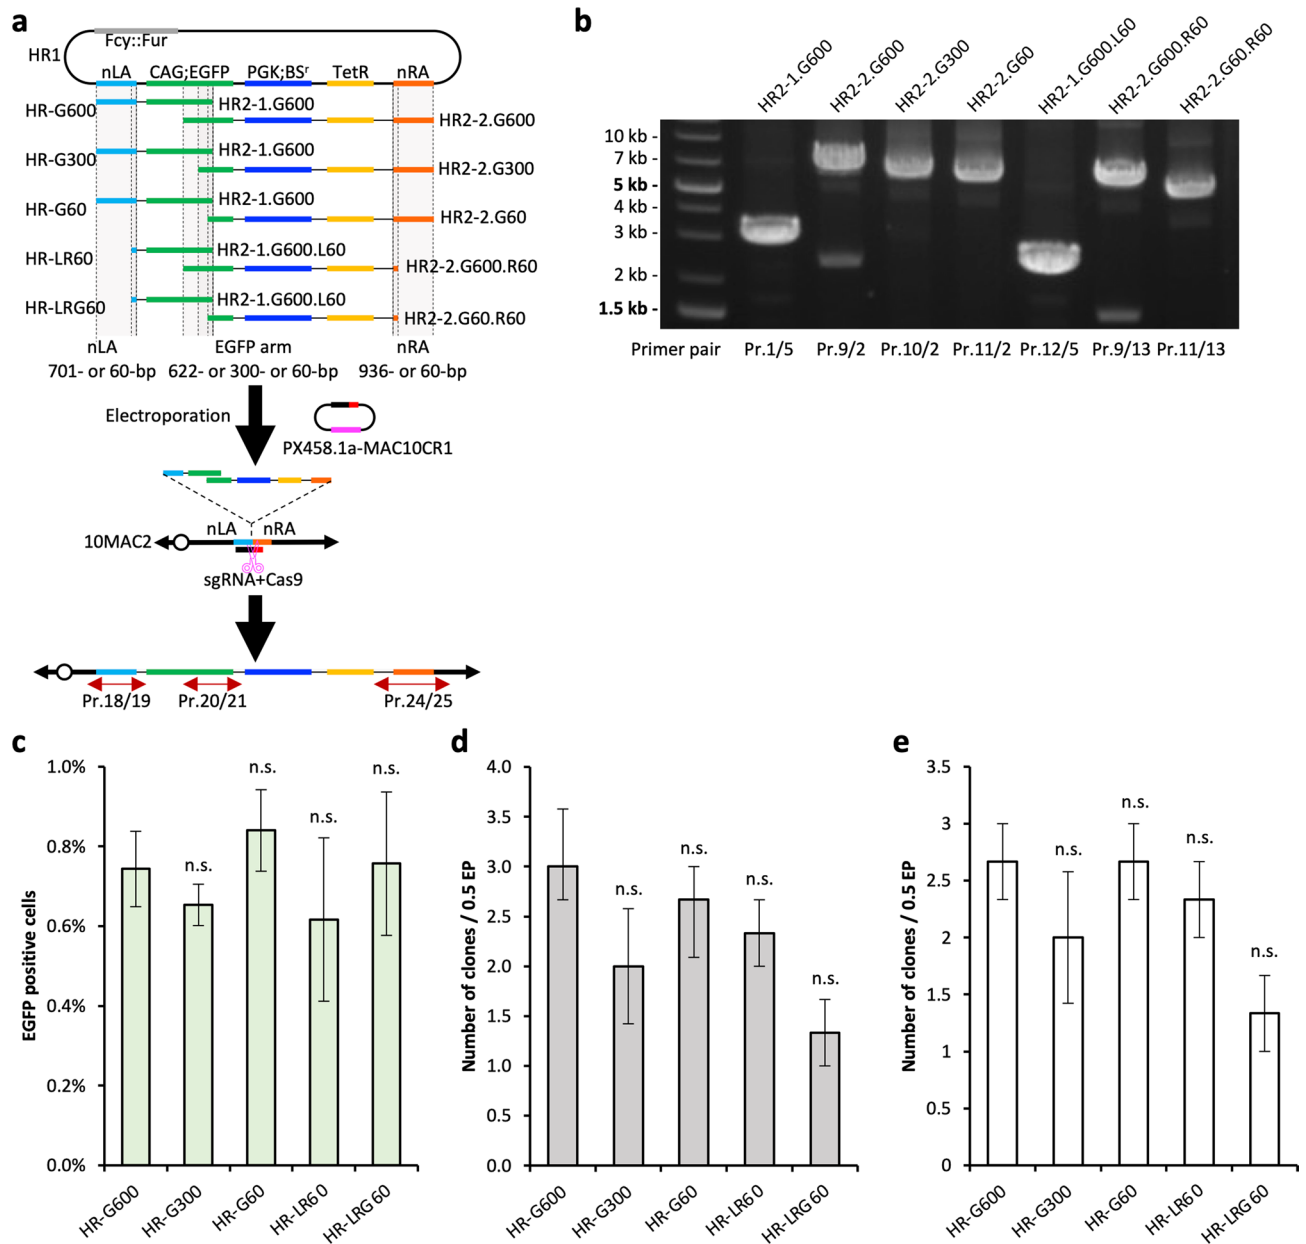 a
Fcy::Fur
HR1
nLA CAG;EGFP PGK;BSʳ TetR nRA
HR-G600
HR2-1.G600
HR2-2.G600
HR-G300
HR2-1.G600
HR2-2.G300
HR-G60
HR2-1.G600
HR2-2.G60
HR-LR60
HR2-1.G600.L60
HR2-2.G600.R60
HR-LRG60
HR2-1.G600.L60
HR2-2.G60.R60
nLA EGFP arm nRA
701- or 60-bp 622- or 300- or 60-bp 936- or 60-bp
Electroporation
PX458.1a-MAC10CR1
nLA nRA
10MAC2
sgRNA+Cas9
Pr.18/19 Pr.20/21 Pr.24/25
b
HR2-1.G600
HR2-2.G600
HR2-2.G300
HR2-2.G60
HR2-1.G600.L60
HR2-2.G600.R60
HR2-2.G60.R60
10 kb -
7 kb -
5 kb -
4 kb -
3 kb -
2 kb -
1.5 kb -
Primer pair Pr.1/5 Pr.9/2 Pr.10/2 Pr.11/2 Pr.12/5 Pr.9/13 Pr.11/13
c
EGFP positive cells
1.0%
0.8%
0.6%
0.4%
0.2%
0.0%
n.s.
n.s.
n.s.
n.s.
HR-G600
HR-G300
HR-G60
HR-LR60
HR-LRG60
d
Number of clones / 0.5 EP
4.0
3.5
3.0
2.5
2.0
1.5
1.0
0.5
0.0
n.s.
n.s.
n.s.
n.s.
HR-G600
HR-G300
HR-G60
HR-LR60
HR-LRG60
e
Number of clones / 0.5 EP
3.5
3
2.5
2
1.5
1
0.5
0
n.s.
n.s.
n.s.
n.s.
HR-G600
HR-G300
HR-G60
HR-LR60
HR-LRG60